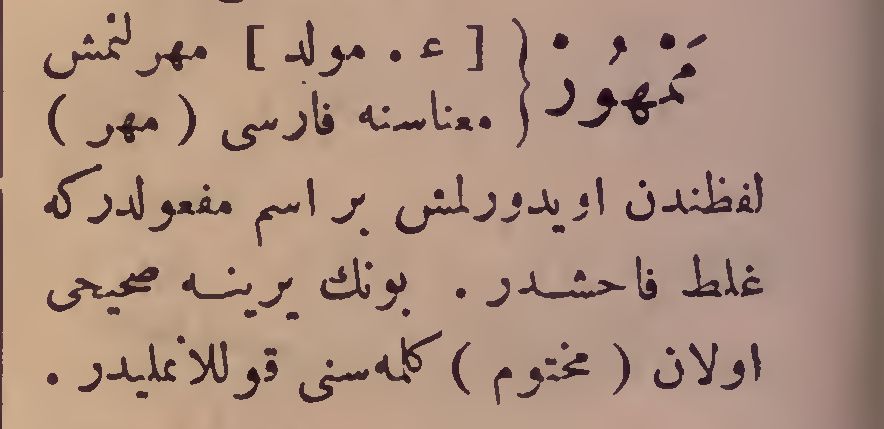 مَمْهُورْ { [ ع . مولد ] مهرلنمش
معناسنه فارسی ( مهر )
لفظندن اویدورلمش بر اسم مفعولدرکه
غلط فاحشدر . بونك یرینه صحیحی
اولان ( مختوم ) کلمه‌سنی قوللانملیدر .